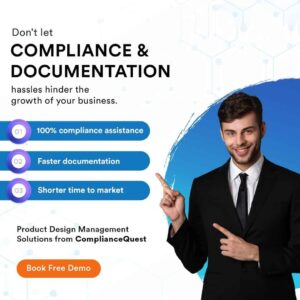 Don't let
COMPLIANCE &
DOCUMENTATION
hassles hinder the
growth of your business.
01 100% compliance assistance
02 Faster documentation
03 Shorter time to market
Product Design Management
Solutions from ComplianceQuest
Book Free Demo